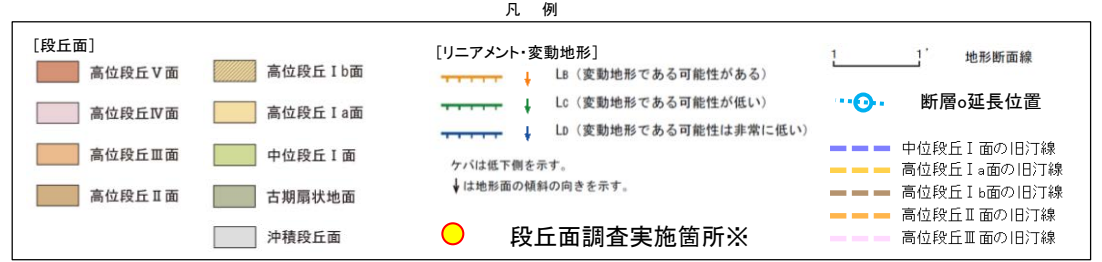 凡 例
[段丘面]
高位段丘Ⅴ面
高位段丘Ⅳ面
高位段丘Ⅲ面
高位段丘Ⅱ面
高位段丘Ⅰb面
高位段丘Ⅰa面
中位段丘Ⅰ面
古期扇状地面
沖積段丘面
[リニアメント・変動地形]
LB（変動地形である可能性がある）
LC（変動地形である可能性が低い）
LD（変動地形である可能性は非常に低い）
ケバは低下側を示す。
↓は地形面の傾斜の向きを示す。
段丘面調査実施箇所※
1 1' 地形断面線
断層o延長位置
中位段丘Ⅰ面の旧汀線
高位段丘Ⅰa面の旧汀線
高位段丘Ⅰb面の旧汀線
高位段丘Ⅱ面の旧汀線
高位段丘Ⅲ面の旧汀線